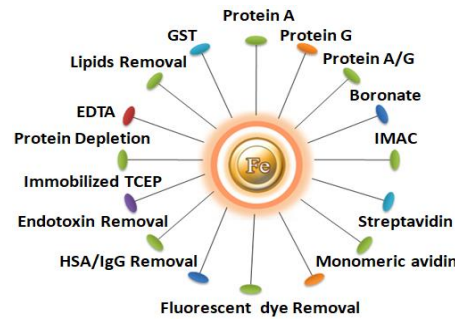 Protein A
GST
Protein G
Lipids Removal
Protein A/G
EDTA
Boronate
Protein Depletion
IMAC
Fe
Immobilized TCEP
Endotoxin Removal
Streptavidin
HSA/IgG Removal
Monomeric avidin
Fluorescent dye Removal